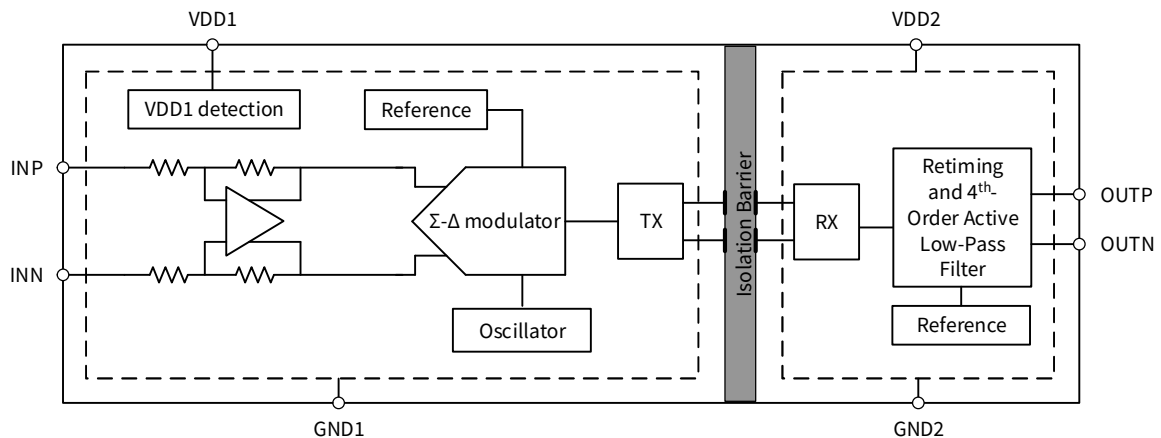 VDD1
VDD2
VDD1 detection
Reference
INP
INN
Σ-Δ modulator
TX
Isolation Barrier
RX
Retiming
and 4th-
Order Active
Low-Pass
Filter
OUTP
OUTN
Oscillator
Reference
GND1
GND2